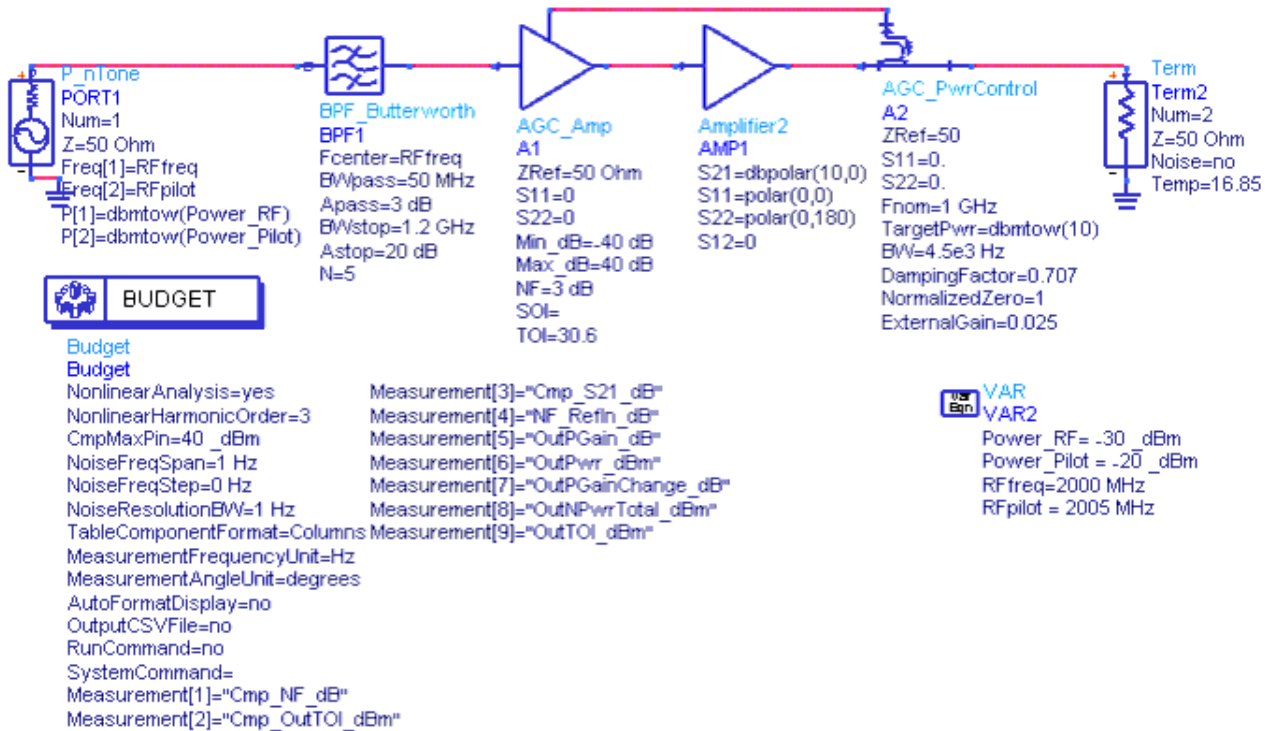 P_nTone
PORT1
Num=1
Z=50 Ohm
Freq[1]=RFfreq
Freq[2]=RFpilot
P[1]=dbmtow(Power_RF)
P[2]=dbmtow(Power_Pilot)
BPF_Butterworth
BPF1
Fcenter=RFfreq
BWpass=50 MHz
Apass=3 dB
BWstop=1.2 GHz
Astop=20 dB
N=5
AGC_Amp
A1
ZRef=50 Ohm
S11=0
S22=0
Min_dB=-40 dB
Max_dB=40 dB
NF=3 dB
SOI=
TOI=30.6
Amplifier2
AMP1
S21=dbpolar(10,0)
S11=polar(0,0)
S22=polar(0,180)
S12=0
AGC_PwrControl
A2
ZRef=50
S11=0.
S22=0.
Fnom=1 GHz
TargetPwr=dbmtow(10)
BW=4.5e3 Hz
DampingFactor=0.707
NormalizedZero=1
ExternalGain=0.025
Term
Term2
Num=2
Z=50 Ohm
Noise=no
Temp=16.85
BUDGET
Budget
Budget
NonlinearAnalysis=yes
NonlinearHarmonicOrder=3
CmpMaxPin=40 _dBm
NoiseFreqSpan=1 Hz
NoiseFreqStep=0 Hz
NoiseResolutionBW=1 Hz
TableComponentFormat=Columns
MeasurementFrequencyUnit=Hz
MeasurementAngleUnit=degrees
AutoFormatDisplay=no
OutputCSVFile=no
RunCommand=no
SystemCommand=
Measurement[1]="Cmp_NF_dB"
Measurement[2]="Cmp_OutTOI_dBm"
Measurement[3]="Cmp_S21_dB"
Measurement[4]="NF_RefIn_dB"
Measurement[5]="OutPGain_dB"
Measurement[6]="OutPwr_dBm"
Measurement[7]="OutPGainChange_dB"
Measurement[8]="OutNPwrTotal_dBm"
Measurement[9]="OutTOI_dBm"
Var
Eqn
VAR
VAR2
Power_RF= -30 _dBm
Power_Pilot = -20 _dBm
RFfreq=2000 MHz
RFpilot = 2005 MHz